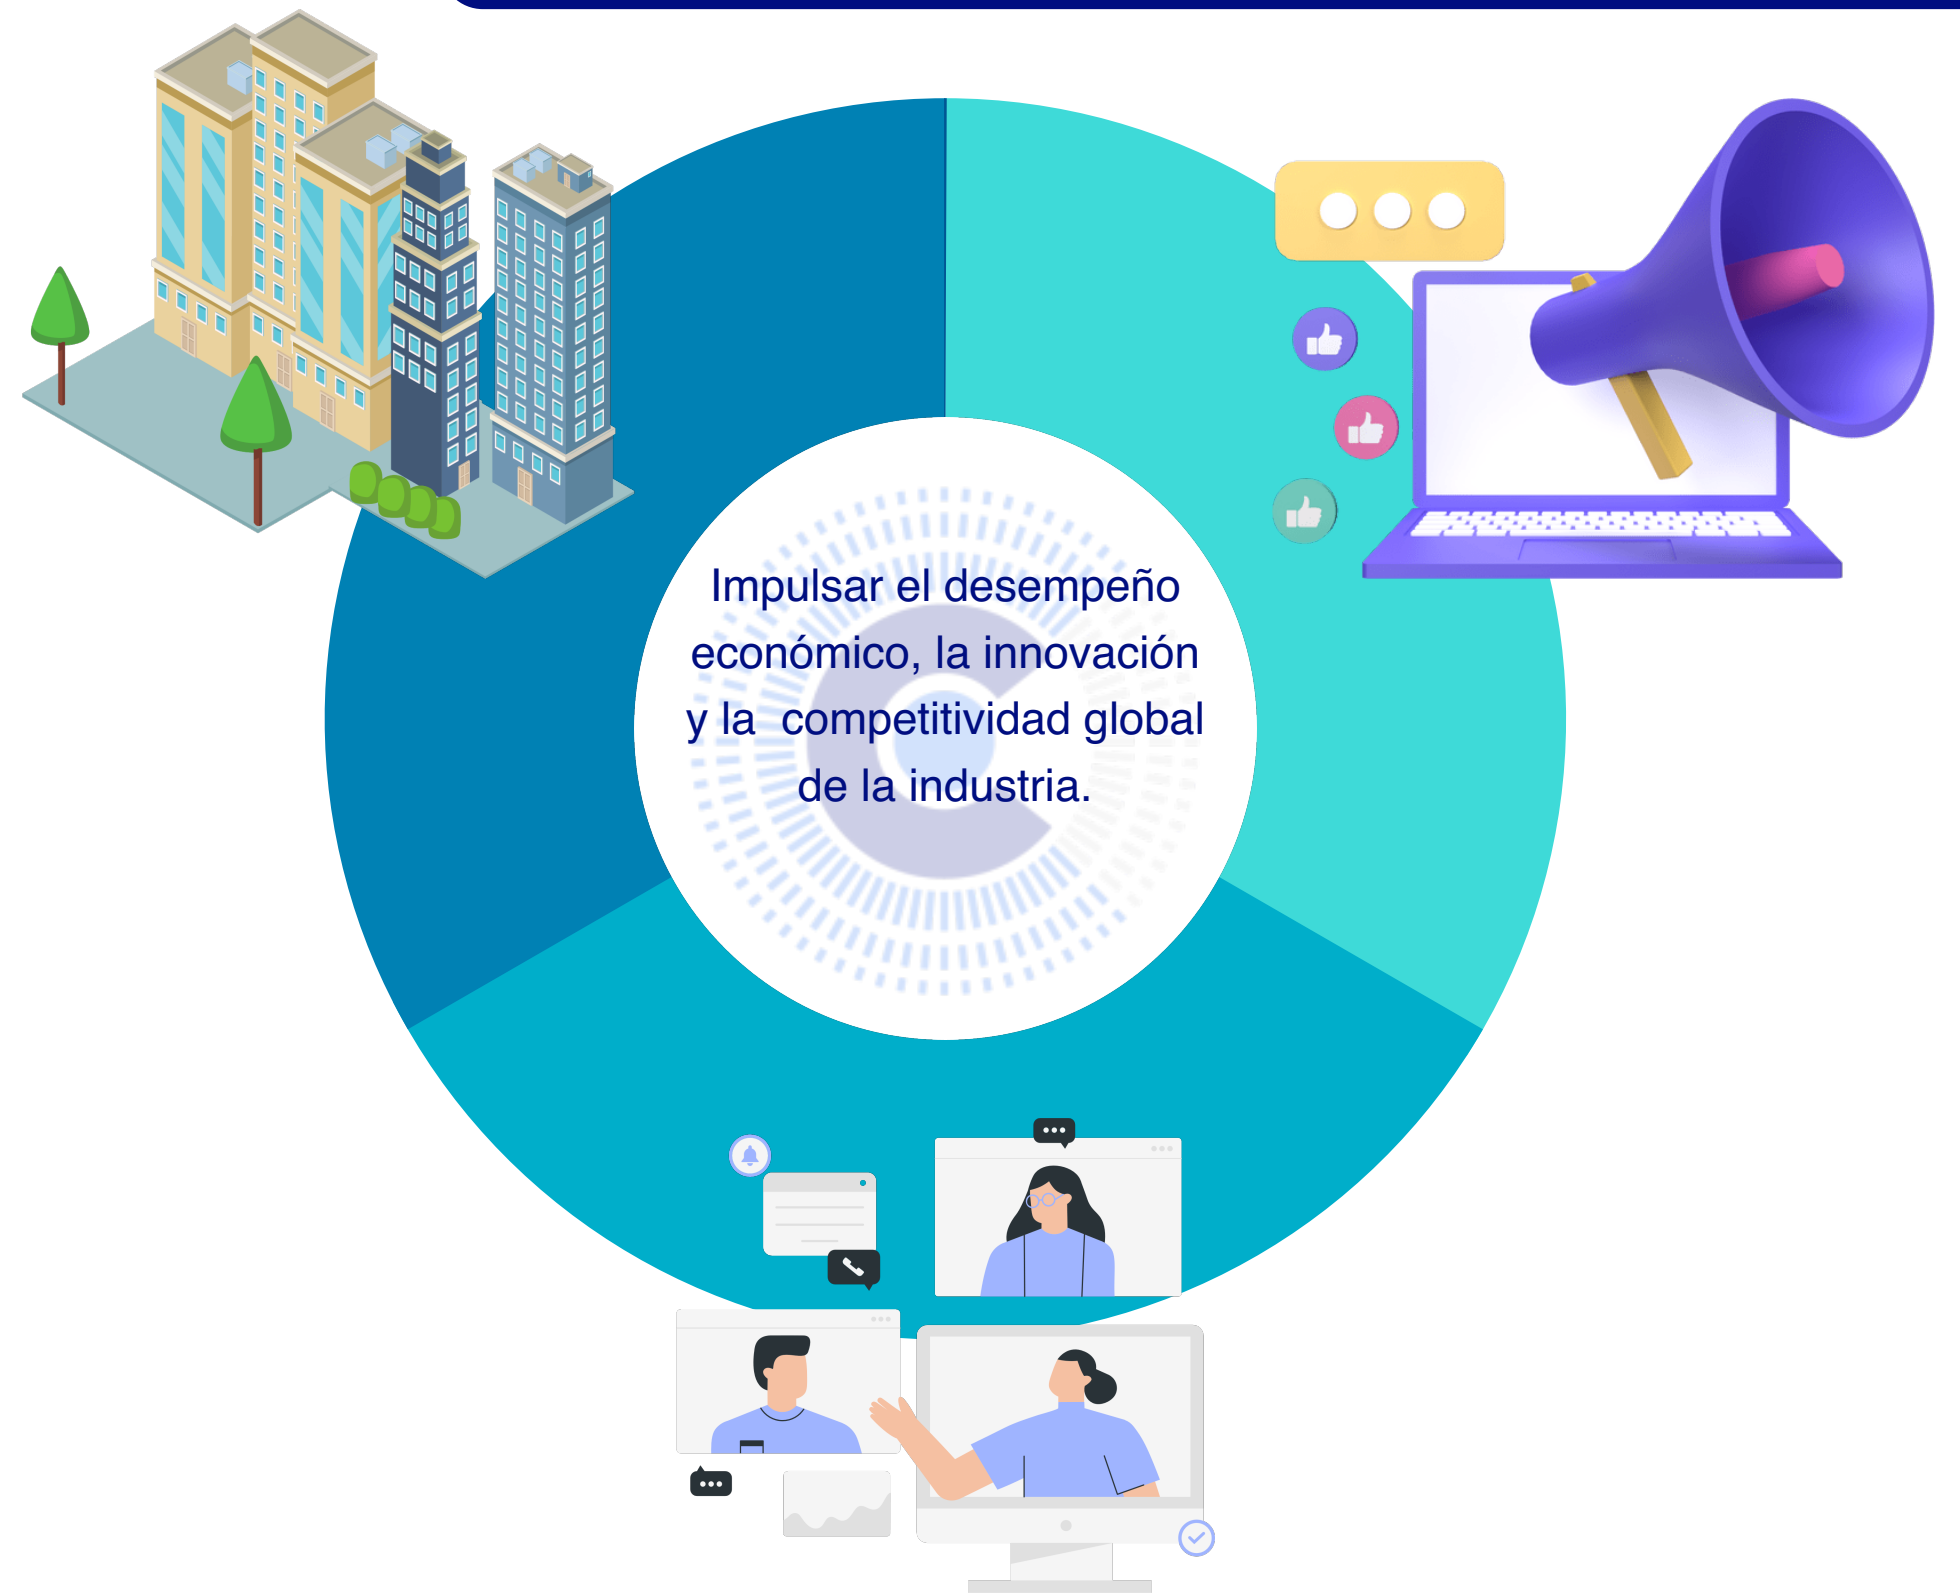 Impulsar el desempeño
económico, la innovación
y la  competitividad global
de la industria.